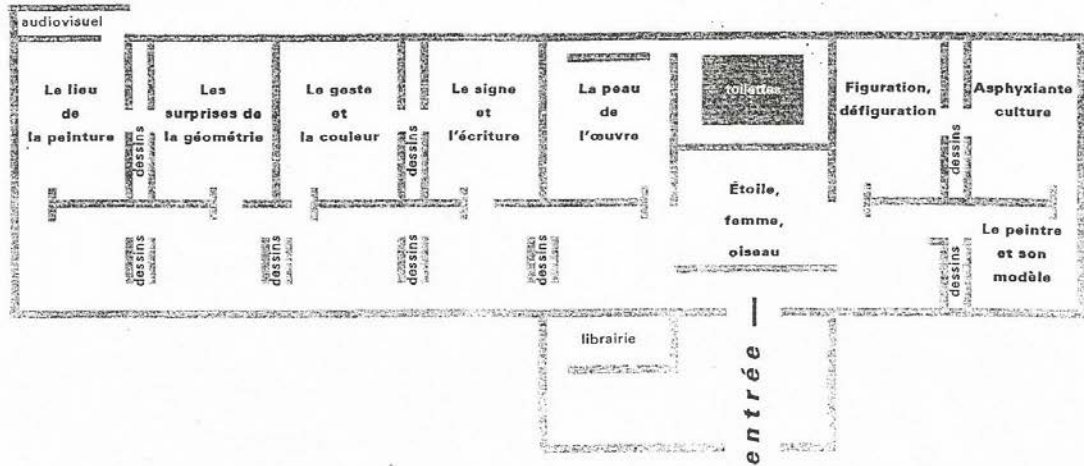 audiovisuel
Le lieu
de
la peinture
dessins
Les
surprises de
la géométrie
Le geste
et
la couleur
dessins
Le signe
et
l'écriture
La peau
de
l'œuvre
toilettes
Figuration,
défiguration
dessins
Asphyxiante
culture
Étoile,
femme,
oiseau
Le peintre
et son
modèle
dessins
dessins
dessins
dessins
dessins
librairie
entrée